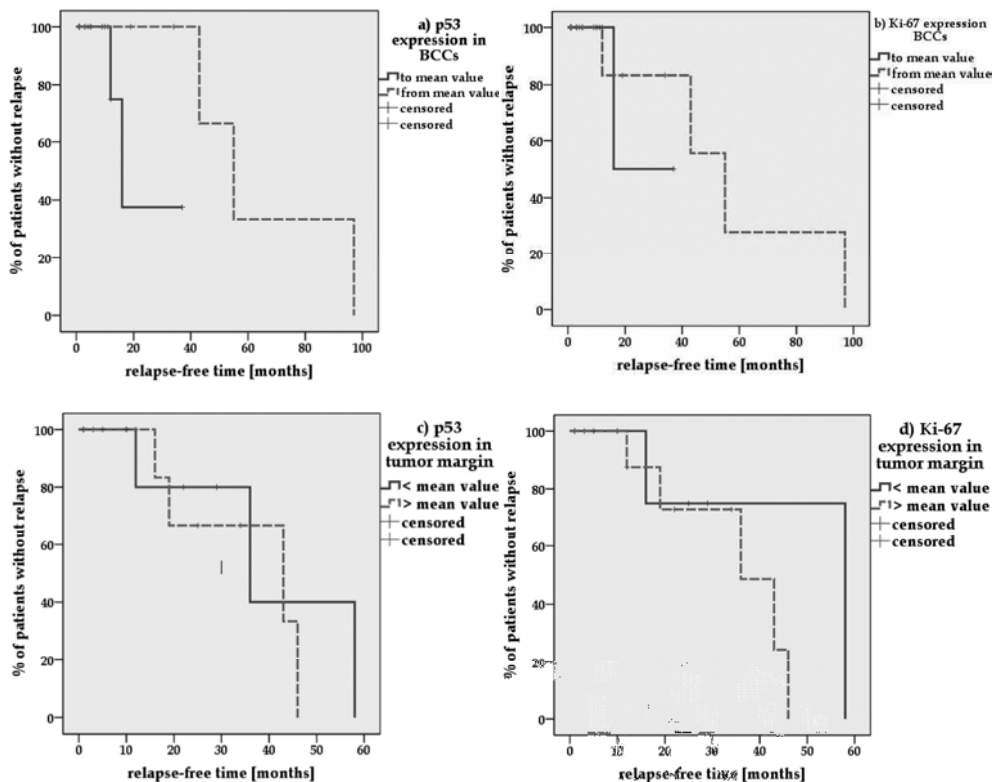 a) p53
expression in
BCCs
to mean value
from mean value
censored
censored
% of patients without relapse
100
80
60
40
20
0
0 20 40 60 80 100
relapse-free time [months]
b) Ki-67 expression
BCCs
to mean value
from mean value
censored
censored
% of patients without relapse
100
80
60
40
20
0
0 20 40 60 80 100
relapse-free time [months]
c) p53
expression in
tumor margin
< mean value
> mean value
censored
censored
% of patients without relapse
100
80
60
40
20
0
0 10 20 30 40 50 60
relapse-free time [months]
d) Ki-67
expression in
tumor margin
< mean value
> mean value
censored
censored
% of patients without relapse
100
80
60
40
20
0
0 10 20 30 40 50 60
relapse-free time [months]